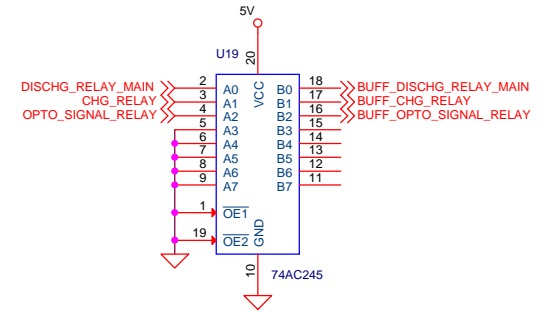 5V
U19
20
VCC
DISCHG_RELAY_MAIN 2 A0 B0 18 BUFF_DISCHG_RELAY_MAIN
CHG_RELAY 3 A1 B1 17 BUFF_CHG_RELAY
OPTO_SIGNAL_RELAY 4 A2 B2 16 BUFF_OPTO_SIGNAL_RELAY
5 A3 B3 15
6 A4 B4 14
7 A5 B5 13
8 A6 B6 12
9 A7 B7 11
1 OE1
19 OE2
GND
10
74AC245